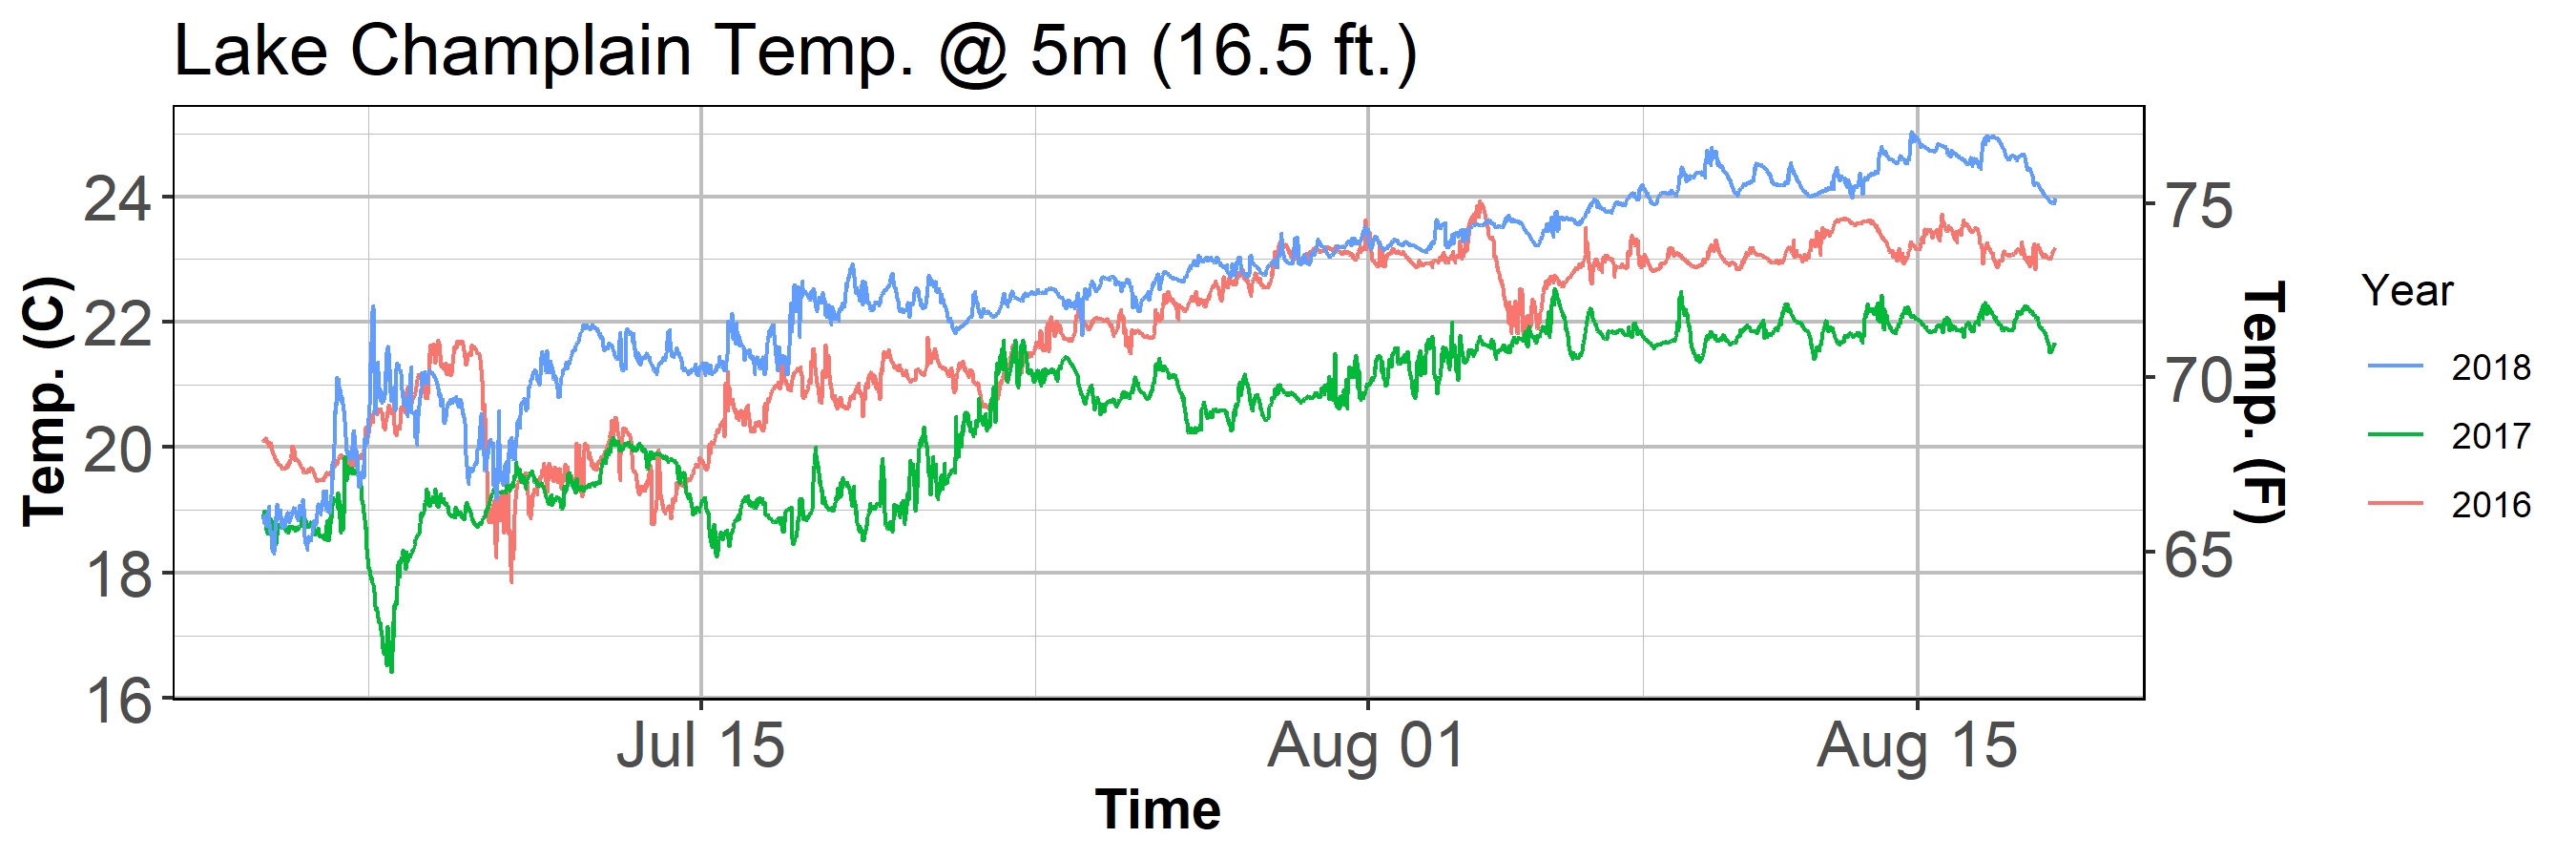 Lake Champlain Temp. @ 5m (16.5 ft.)
Temp. (C)
24
22
20
18
16
Jul 15
Aug 01
Aug 15
Time
75
70
65
Temp. (F)
Year
2018
2017
2016